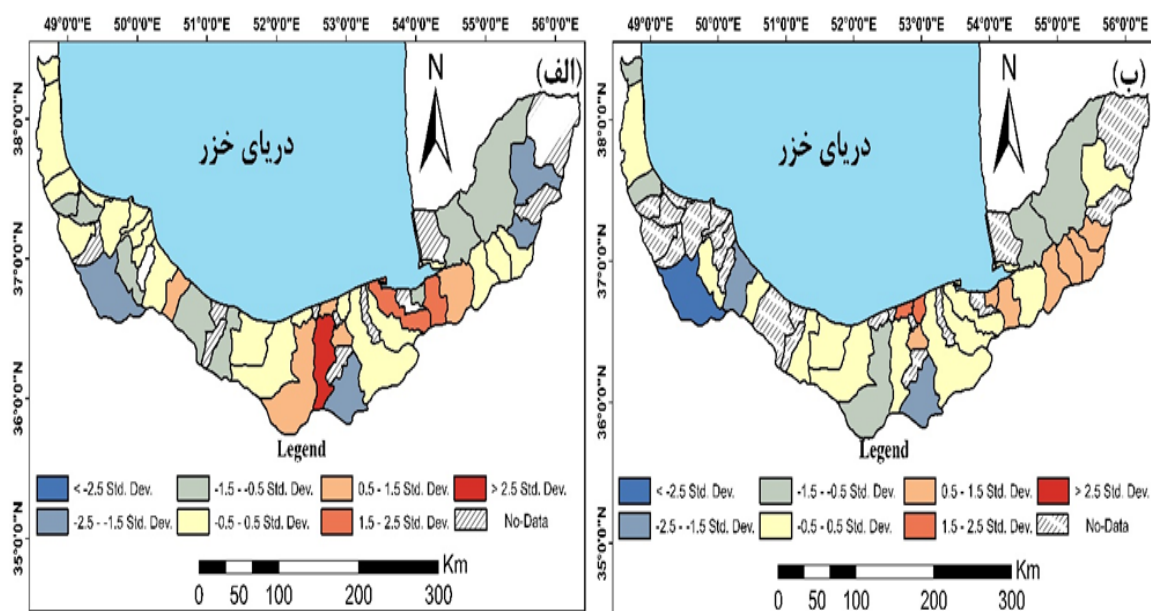 49°0'0"E 50°0'0"E 51°0'0"E 52°0'0"E 53°0'0"E 54°0'0"E 55°0'0"E 56°0'0"E
(الف)
N
دریای خزر
38°0'0"N
37°0'0"N
36°0'0"N
35°0'0"N
Legend
< -2.5 Std. Dev.
-2.5 - -1.5 Std. Dev.
-1.5 - -0.5 Std. Dev.
-0.5 - 0.5 Std. Dev.
0.5 - 1.5 Std. Dev.
1.5 - 2.5 Std. Dev.
> 2.5 Std. Dev.
No-Data
0 50 100 200 300
Km
49°0'0"E 50°0'0"E 51°0'0"E 52°0'0"E 53°0'0"E 54°0'0"E 55°0'0"E 56°0'0"E
(ب)
N
دریای خزر
38°0'0"N
37°0'0"N
36°0'0"N
35°0'0"N
Legend
< -2.5 Std. Dev.
-2.5 - -1.5 Std. Dev.
-1.5 - -0.5 Std. Dev.
-0.5 - 0.5 Std. Dev.
0.5 - 1.5 Std. Dev.
1.5 - 2.5 Std. Dev.
> 2.5 Std. Dev.
No-Data
0 50 100 200 300
Km